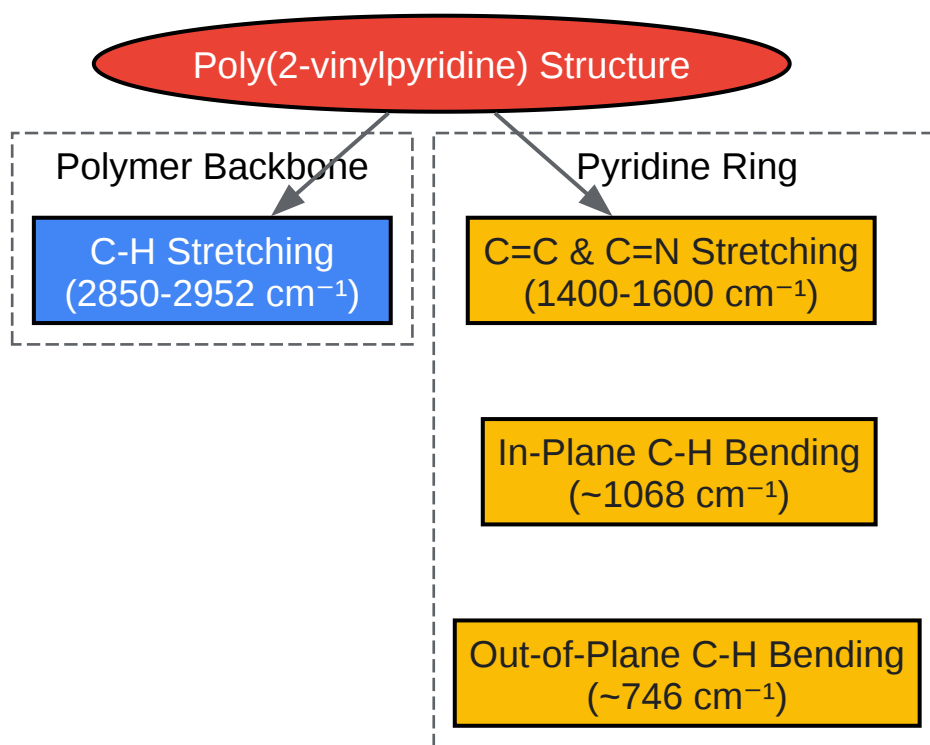 Poly(2-vinylpyridine) Structure
Polymer Backbone
C-H Stretching
(2850-2952 cm⁻¹)
Pyridine Ring
C=C & C=N Stretching
(1400-1600 cm⁻¹)
In-Plane C-H Bending
(~1068 cm⁻¹)
Out-of-Plane C-H Bending
(~746 cm⁻¹)